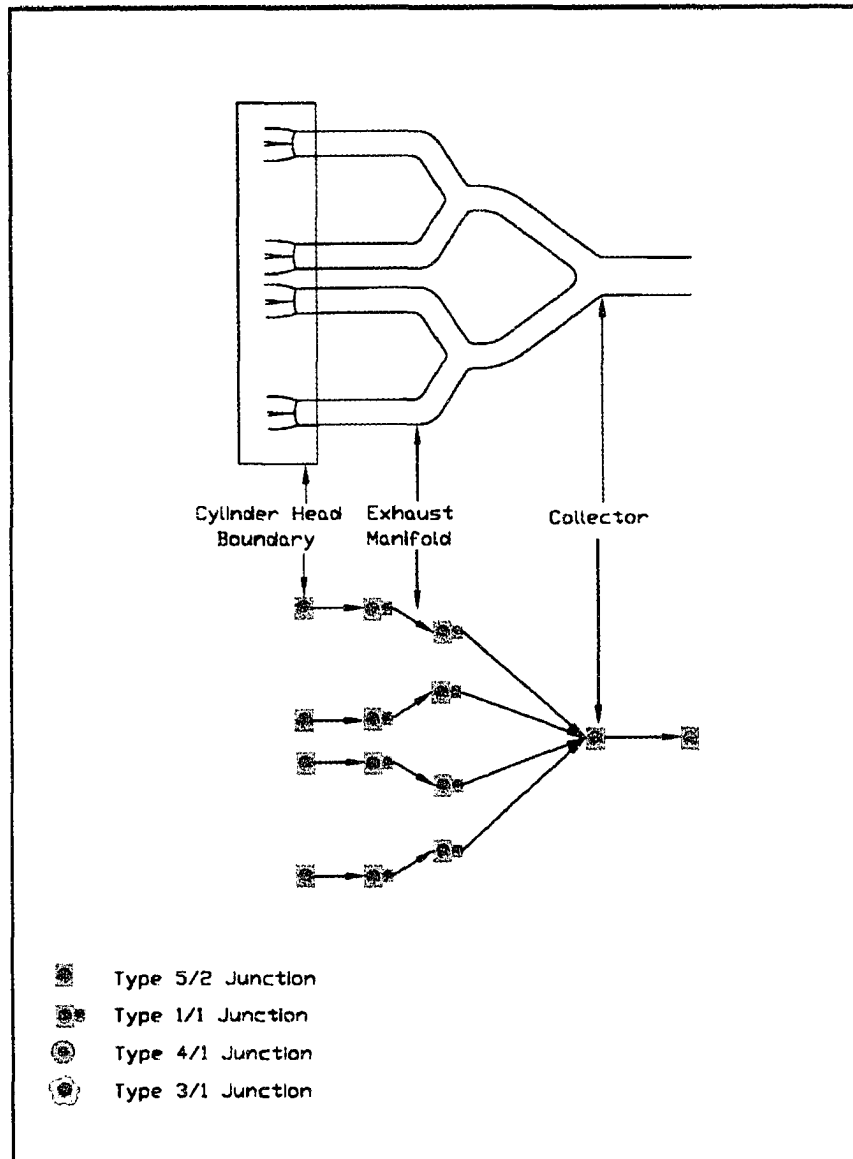 Cylinder Head
Boundary
Exhaust
Manifold
Collector
Type 5/2 Junction
Type 1/1 Junction
Type 4/1 Junction
Type 3/1 Junction